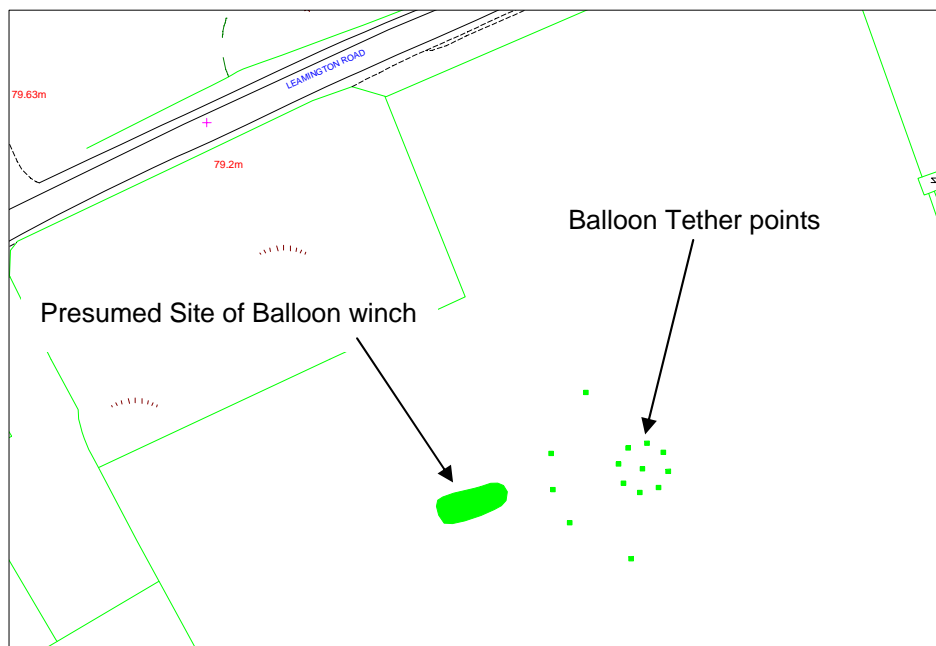 LEAMINGTON ROAD
79.63m
79.2m
Balloon Tether points
Presumed Site of Balloon winch